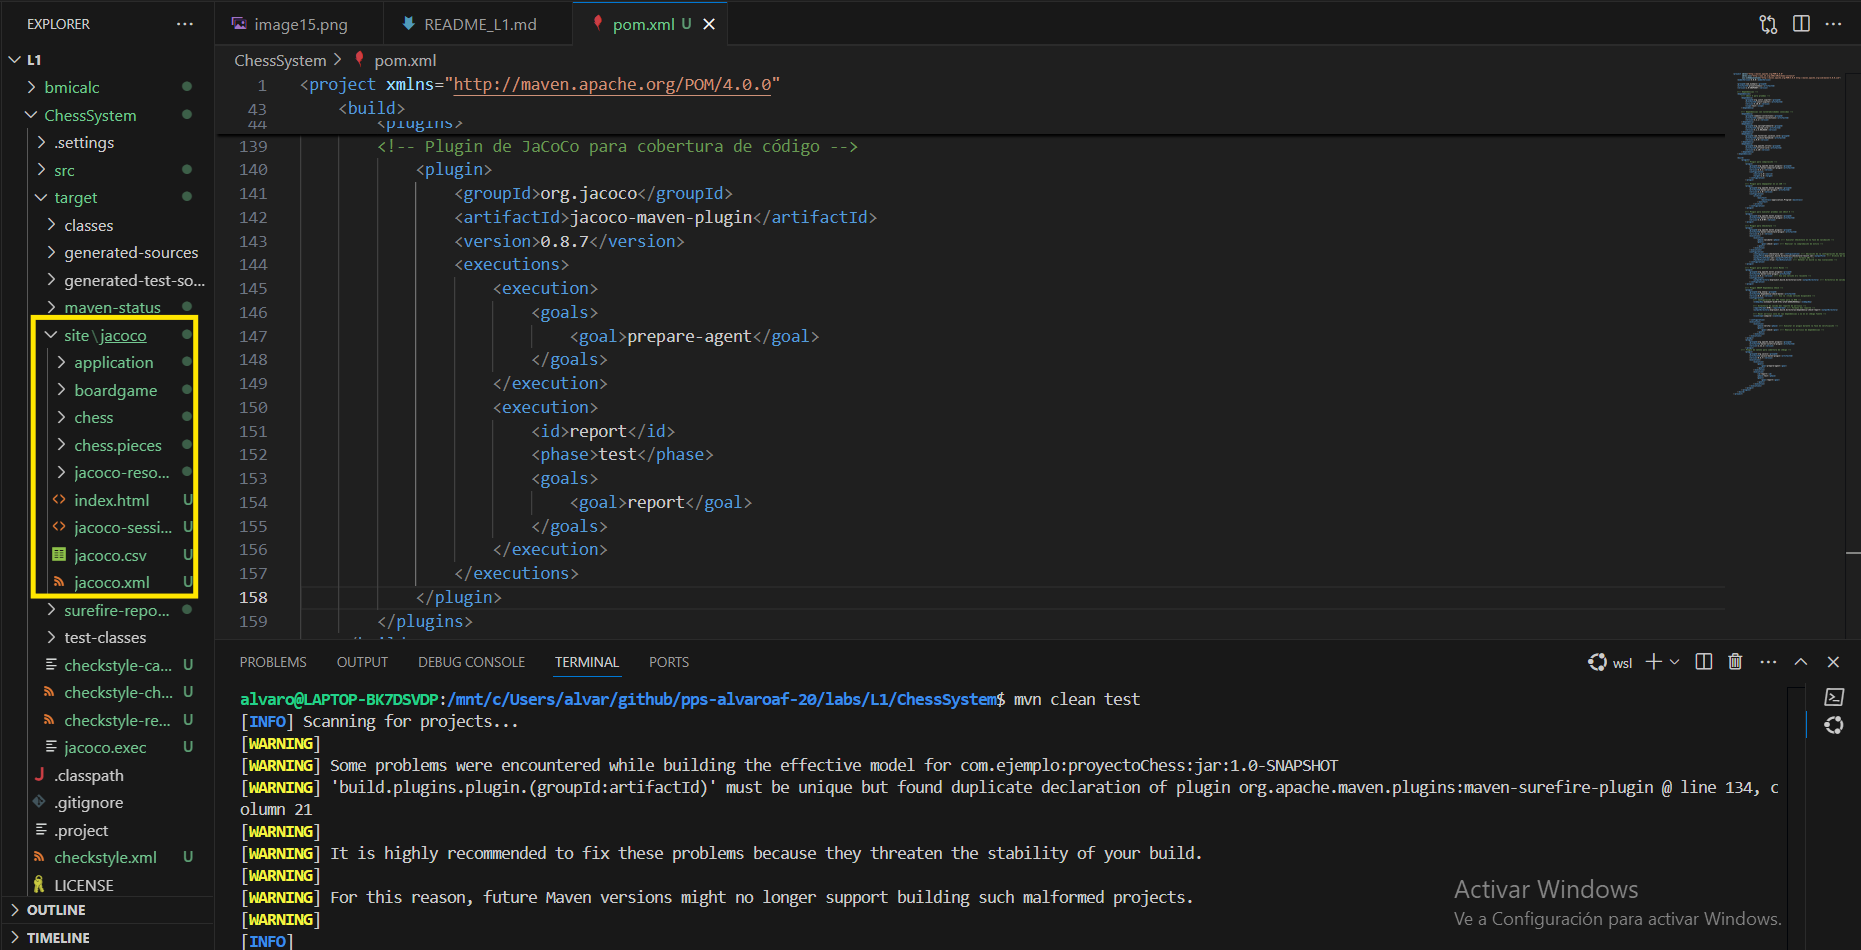 EXPLORER
L1
bmicalc
ChessSystem
.settings
src
target
classes
generated-sources
generated-test-so...
maven-status
site\jacoco
application
boardgame
chess
chess.pieces
jacoco-reso...
index.html U
jacoco-sessi... U
jacoco.csv U
jacoco.xml U
surefire-repo...
test-classes
checkstyle-ca... U
checkstyle-ch... U
checkstyle-re... U
jacoco.exec U
.classpath
.gitignore
.project
checkstyle.xml U
LICENSE
OUTLINE
TIMELINE
image15.png
README_L1.md
pom.xml U
ChessSystem > pom.xml
1 <project xmlns="http://maven.apache.org/POM/4.0.0"
43 <build>
44 <plugins>
139 <!-- Plugin de JaCoCo para cobertura de código -->
140 <plugin>
141 <groupId>org.jacoco</groupId>
142 <artifactId>jacoco-maven-plugin</artifactId>
143 <version>0.8.7</version>
144 <executions>
145 <execution>
146 <goals>
147 <goal>prepare-agent</goal>
148 </goals>
149 </execution>
150 <execution>
151 <id>report</id>
152 <phase>test</phase>
153 <goals>
154 <goal>report</goal>
155 </goals>
156 </execution>
157 </executions>
158 </plugin>
159 </plugins>
PROBLEMS OUTPUT DEBUG CONSOLE TERMINAL PORTS
wsl
alvaro@LAPTOP-BK7DSVDP:/mnt/c/Users/alvar/github/pps-alvaroaf-20/labs/L1/ChessSystem$ mvn clean test
[INFO] Scanning for projects...
[WARNING]
[WARNING] Some problems were encountered while building the effective model for com.ejemplo:proyectoChess:jar:1.0-SNAPSHOT
[WARNING] 'build.plugins.plugin.(groupId:artifactId)' must be unique but found duplicate declaration of plugin org.apache.maven.plugins:maven-surefire-plugin @ line 134, c
olumn 21
[WARNING]
[WARNING] It is highly recommended to fix these problems because they threaten the stability of your build.
[WARNING]
[WARNING] For this reason, future Maven versions might no longer support building such malformed projects.
[WARNING]
[INFO]
Activar Windows
Ve a Configuración para activar Windows.